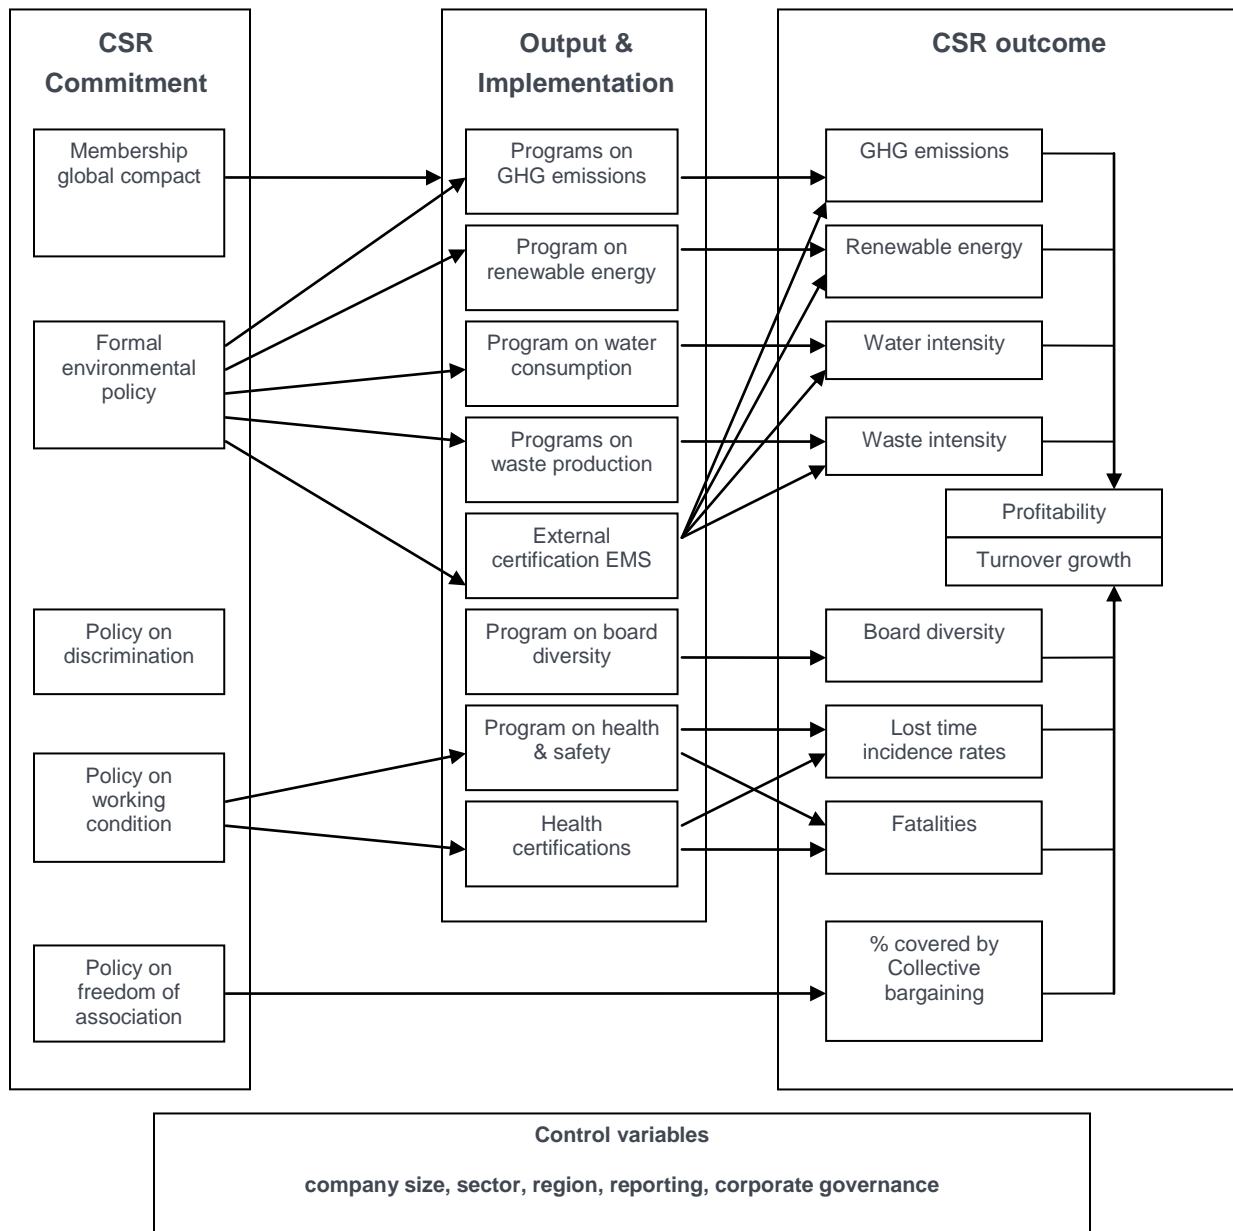 CSR
Commitment
Membership
global compact
Formal
environmental
policy
Policy on
discrimination
Policy on
working
condition
Policy on
freedom of
association
Output &
Implementation
Programs on
GHG emissions
Program on
renewable energy
Program on water
consumption
Programs on
waste production
External
certification EMS
Program on board
diversity
Program on health
& safety
Health
certifications
CSR outcome
GHG emissions
Renewable energy
Water intensity
Waste intensity
Profitability
Turnover growth
Board diversity
Lost time
incidence rates
Fatalities
% covered by
Collective
bargaining
Control variables
company size, sector, region, reporting, corporate governance